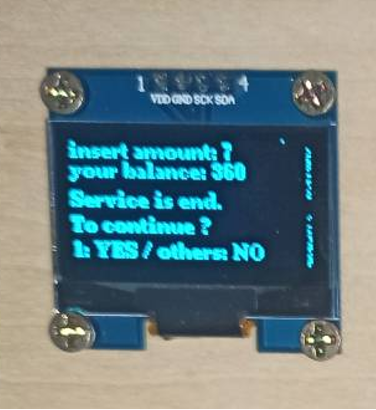 1 4
VDD GND SCK SDA
insert amount: ?
your balance: 360
Service is end.
To continue ?
1: YES / others: NO